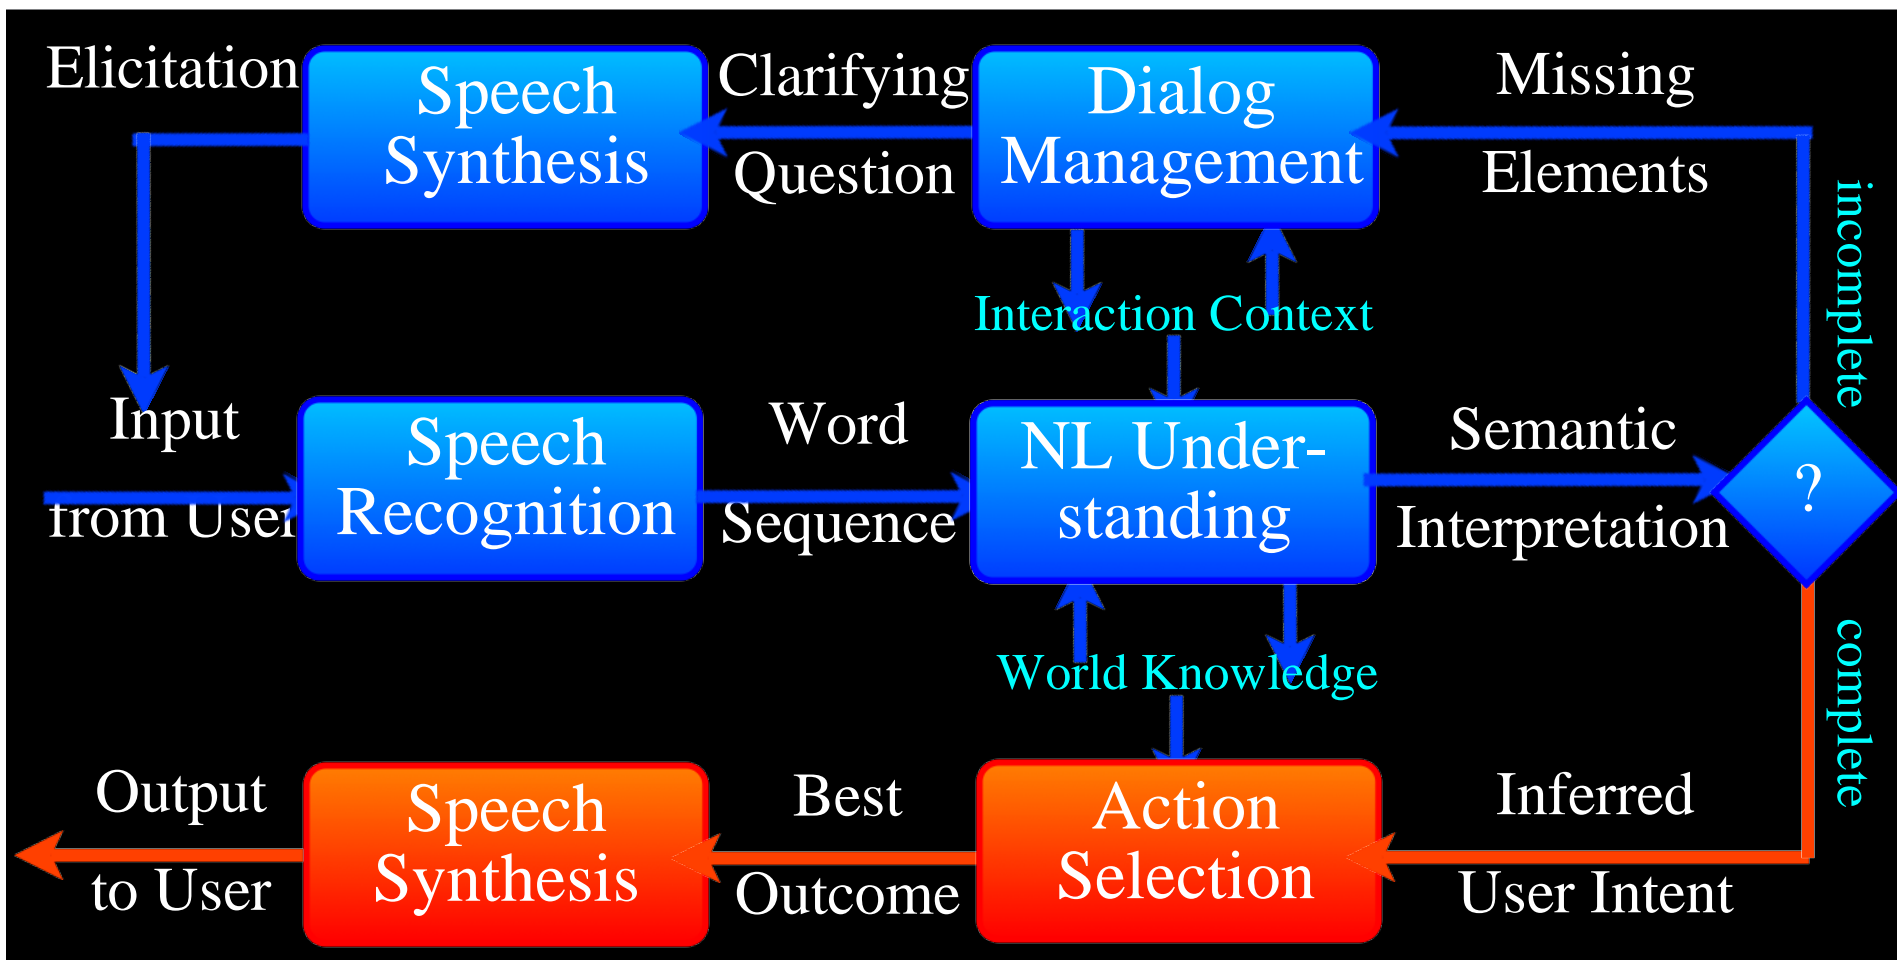 Elicitation
Speech
Synthesis
Clarifying
Question
Dialog
Management
Missing
Elements
incomplete
Interaction Context
Input
from User
Speech
Recognition
Word
Sequence
NL Under-
standing
Semantic
Interpretation
?
World Knowledge
complete
Output
to User
Speech
Synthesis
Best
Outcome
Action
Selection
Inferred
User Intent